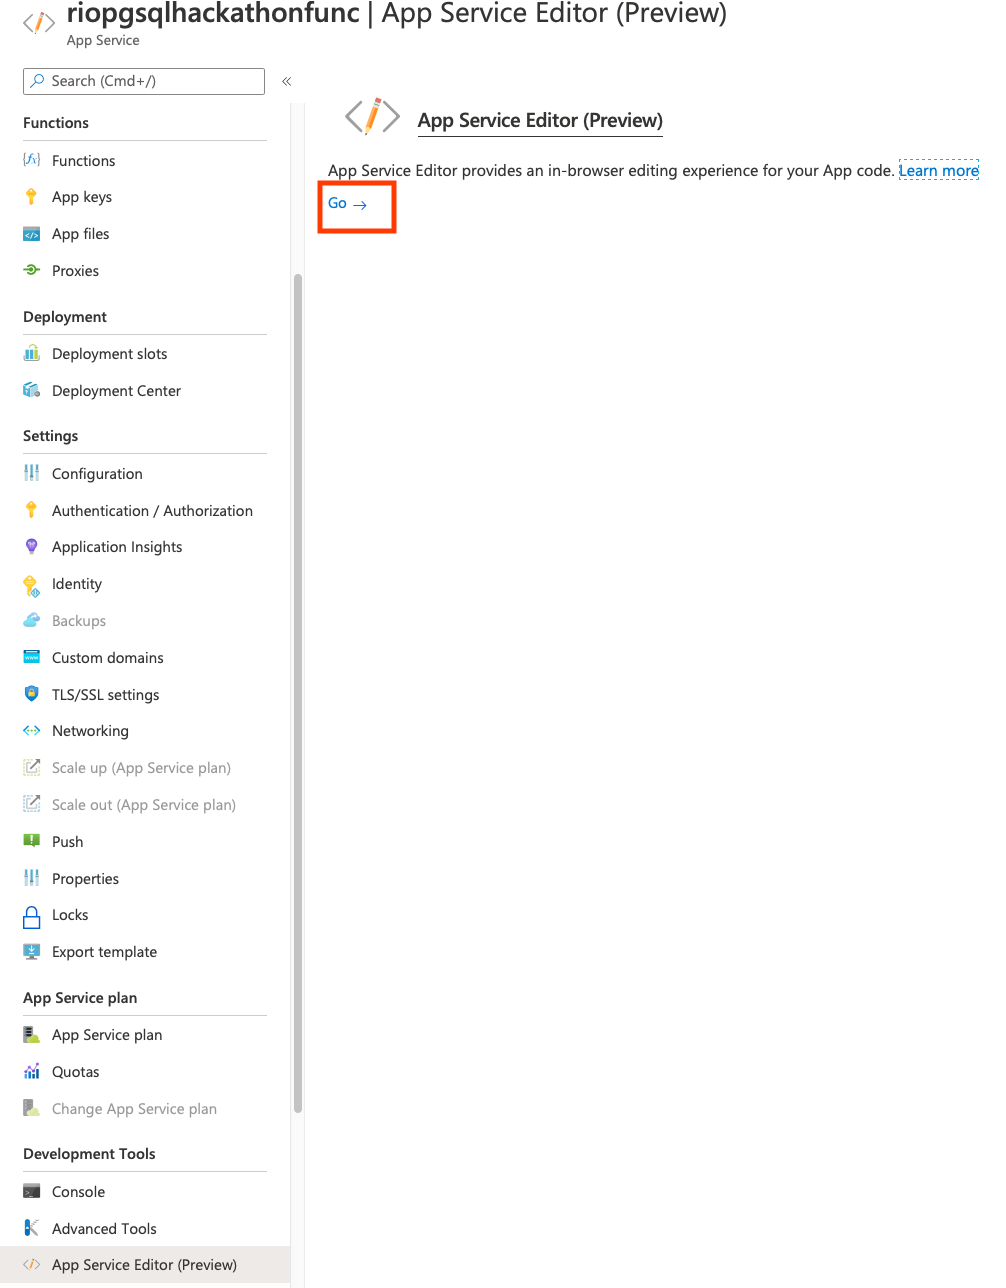 riopgsqlhackathonfunc | App Service Editor (Preview)
App Service
Search (Cmd+/)
«
Functions
Functions
App keys
App files
Proxies
Deployment
Deployment slots
Deployment Center
Settings
Configuration
Authentication / Authorization
Application Insights
Identity
Backups
Custom domains
TLS/SSL settings
Networking
Scale up (App Service plan)
Scale out (App Service plan)
Push
Properties
Locks
Export template
App Service plan
App Service plan
Quotas
Change App Service plan
Development Tools
Console
Advanced Tools
App Service Editor (Preview)
App Service Editor (Preview)
App Service Editor provides an in-browser editing experience for your App code. Learn more
Go →